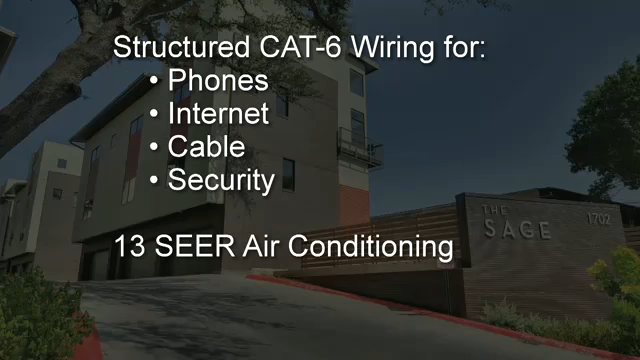 Structured CAT-6 Wiring for:
• Phones
• Internet
• Cable
• Security
13 SEER Air Conditioning
THE
SAGE
1702